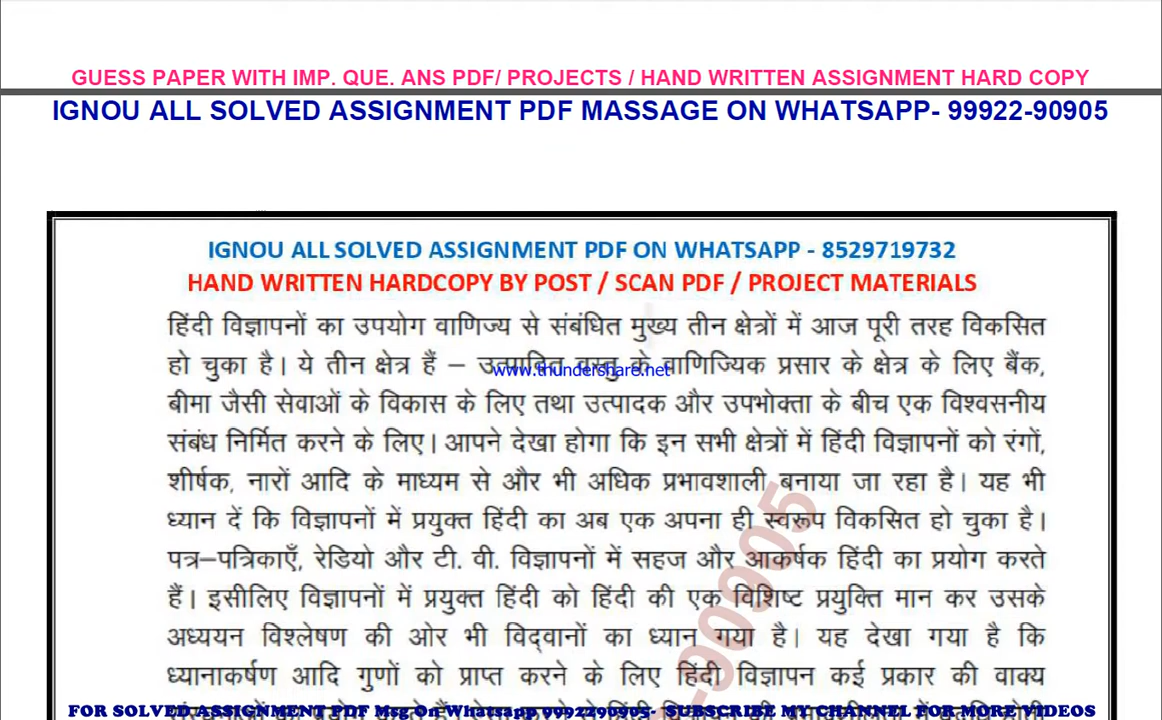 GUESS PAPER WITH IMP. QUE. ANS PDF/ PROJECTS / HAND WRITTEN ASSIGNMENT HARD COPY
IGNOU ALL SOLVED ASSIGNMENT PDF MASSAGE ON WHATSAPP- 99922-90905
IGNOU ALL SOLVED ASSIGNMENT PDF ON WHATSAPP - 8529719732
HAND WRITTEN HARDCOPY BY POST / SCAN PDF / PROJECT MATERIALS
हिंदी विज्ञापनों का उपयोग वाणिज्य से संबंधित मुख्य तीन क्षेत्रों में आज पूरी तरह विकसित
हो चुका है। ये तीन क्षेत्र हैं – उत्पादित वस्तु के वाणिज्यिक प्रसार के क्षेत्र के लिए बैंक,
www.thundershare.net
बीमा जैसी सेवाओं के विकास के लिए तथा उत्पादक और उपभोक्ता के बीच एक विश्वसनीय
संबंध निर्मित करने के लिए। आपने देखा होगा कि इन सभी क्षेत्रों में हिंदी विज्ञापनों को रंगों,
शीर्षक, नारों आदि के माध्यम से और भी अधिक प्रभावशाली बनाया जा रहा है। यह भी
ध्यान दें कि विज्ञापनों में प्रयुक्त हिंदी का अब एक अपना ही स्वरूप विकसित हो चुका है।
पत्र–पत्रिकाएँ, रेडियो और टी. वी. विज्ञापनों में सहज और आकर्षक हिंदी का प्रयोग करते
हैं। इसीलिए विज्ञापनों में प्रयुक्त हिंदी को हिंदी की एक विशिष्ट प्रयुक्ति मान कर उसके
अध्ययन विश्लेषण की ओर भी विद्वानों का ध्यान गया है। यह देखा गया है कि
ध्यानाकर्षण आदि गुणों को प्राप्त करने के लिए हिंदी विज्ञापन कई प्रकार की वाक्य
-90905
FOR SOLVED ASSIGNMENT PDF Msg On Whatsapp 9992290905- SUBSCRIBE MY CHANNEL FOR MORE VIDEOS